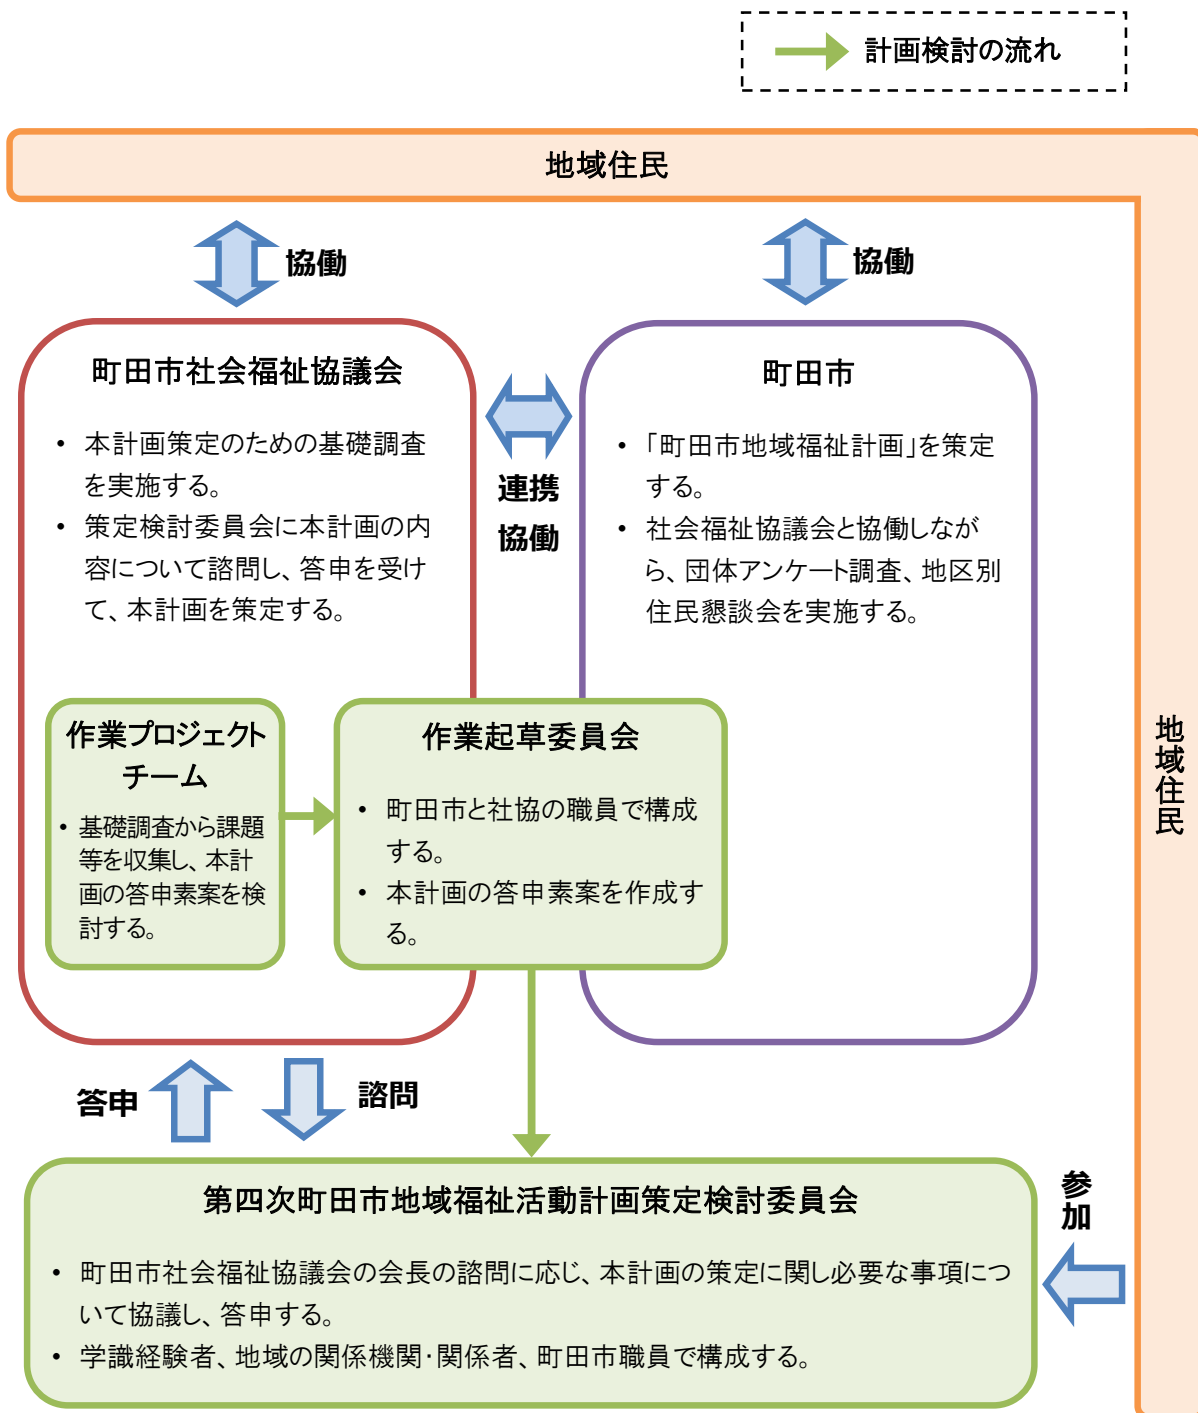 計画検討の流れ
地域住民
協働
協働
町田市社会福祉協議会
• 本計画策定のための基礎調査
を実施する。
• 策定検討委員会に本計画の内
容について諮問し、答申を受け
て、本計画を策定する。
連携
協働
町田市
• 「町田市地域福祉計画」を策定
する。
• 社会福祉協議会と協働しなが
ら、団体アンケート調査、地区別
住民懇談会を実施する。
作業プロジェクト
チーム
• 基礎調査から課題
等を収集し、本計
画の答申素案を検
討する。
作業起草委員会
• 町田市と社協の職員で構成
する。
• 本計画の答申素案を作成す
る。
地域住民
答申
諮問
第四次町田市地域福祉活動計画策定検討委員会
• 町田市社会福祉協議会の会長の諮問に応じ、本計画の策定に関し必要な事項につ
いて協議し、答申する。
• 学識経験者、地域の関係機関・関係者、町田市職員で構成する。
参加